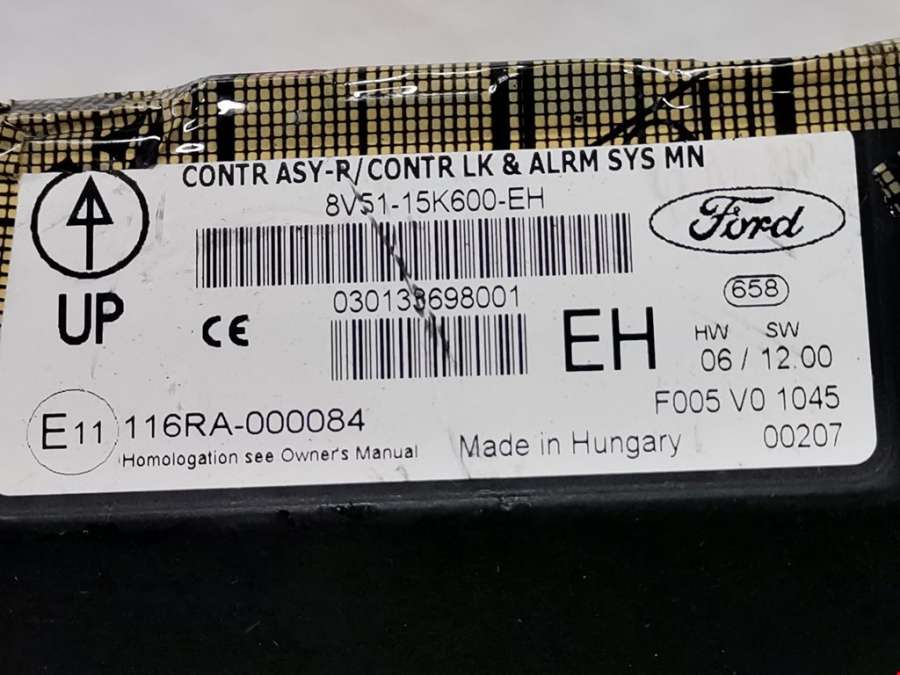 CONTR ASY-R/CONTR LK & ALRM SYS MN
8V51-15K600-EH
Ford
UP
CE
030133698001
EH
658
HW SW
06 / 12.00
E11 116RA-000084
Homologation see Owner's Manual
Made in Hungary
F005 V0 1045
00207